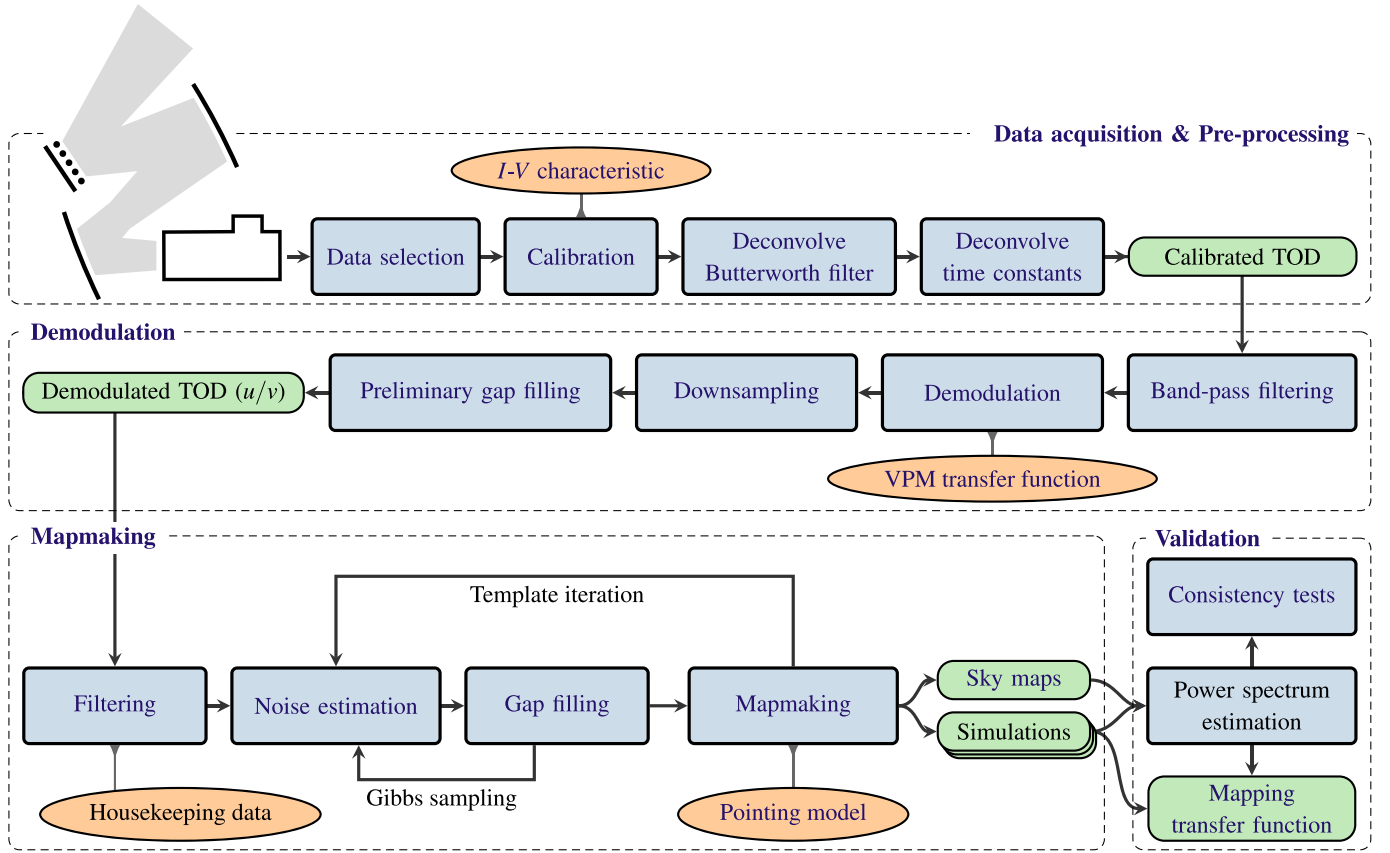 Data acquisition & Pre-processing
I-V characteristic
Data selection
Calibration
Deconvolve
Butterworth filter
Deconvolve
time constants
Calibrated TOD
Demodulation
Demodulated TOD (u/v)
Preliminary gap filling
Downsampling
Demodulation
Band-pass filtering
VPM transfer function
Mapmaking
Template iteration
Filtering
Noise estimation
Gap filling
Mapmaking
Sky maps
Simulations
Gibbs sampling
Housekeeping data
Pointing model
Validation
Consistency tests
Power spectrum
estimation
Mapping
transfer function